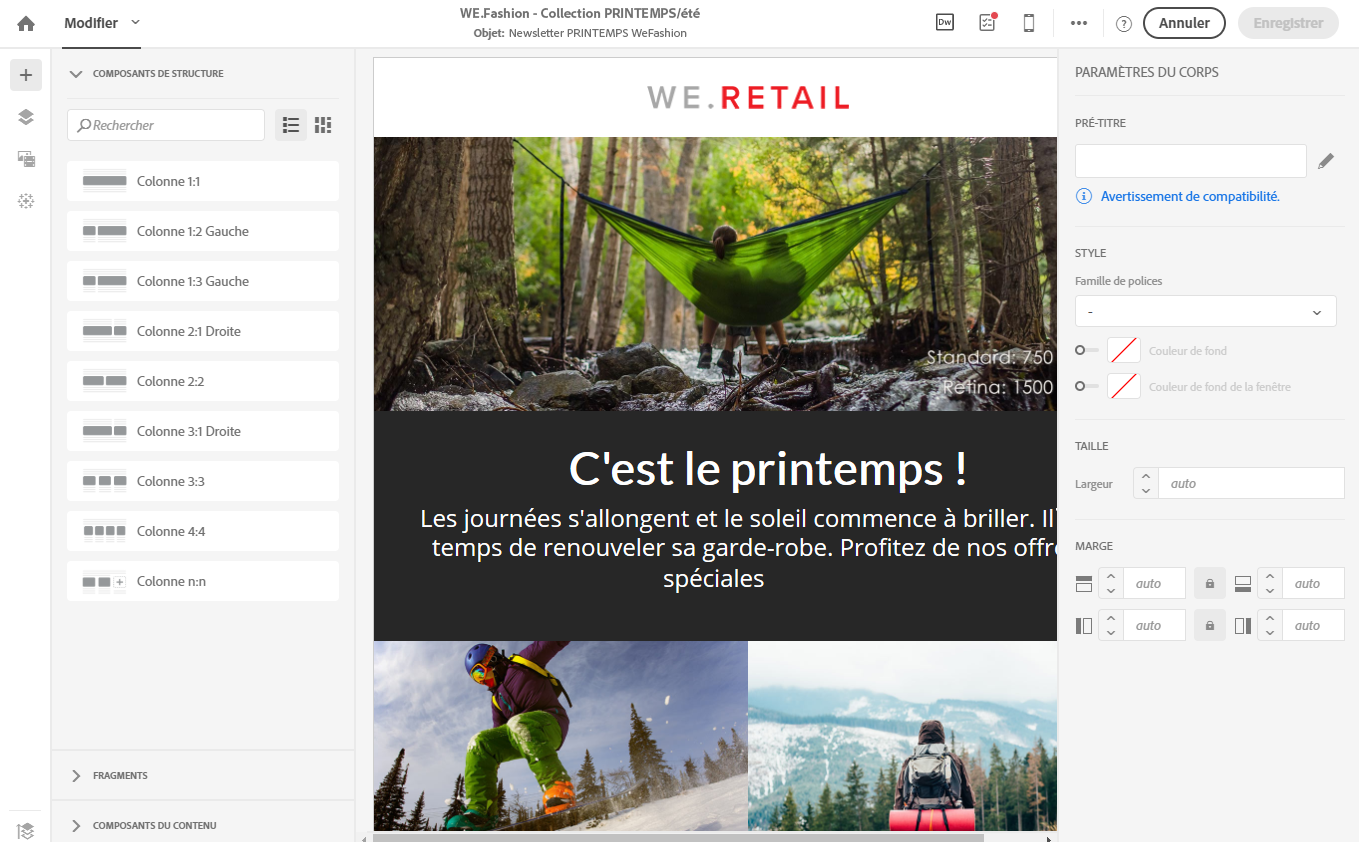 Modifier
WE.Fashion - Collection PRINTEMPS/été
Objet: Newsletter PRINTEMPS WeFashion
Dw
Annuler
Enregistrer
COMPOSANTS DE STRUCTURE
Rechercher
Colonne 1:1
Colonne 1:2 Gauche
Colonne 1:3 Gauche
Colonne 2:1 Droite
Colonne 2:2
Colonne 3:1 Droite
Colonne 3:3
Colonne 4:4
Colonne n:n
FRAGMENTS
COMPOSANTS DU CONTENU
WE.RETAIL
Standard: 750
Retina: 1500
C'est le printemps !
Les journées s'allongent et le soleil commence à briller. Il
temps de renouveler sa garde-robe. Profitez de nos offr
spéciales
PARAMÈTRES DU CORPS
PRÉ-TITRE
Avertissement de compatibilité.
STYLE
Famille de polices
-
Couleur de fond
Couleur de fond de la fenêtre
TAILLE
Largeur
auto
MARGE
auto
auto
auto
auto